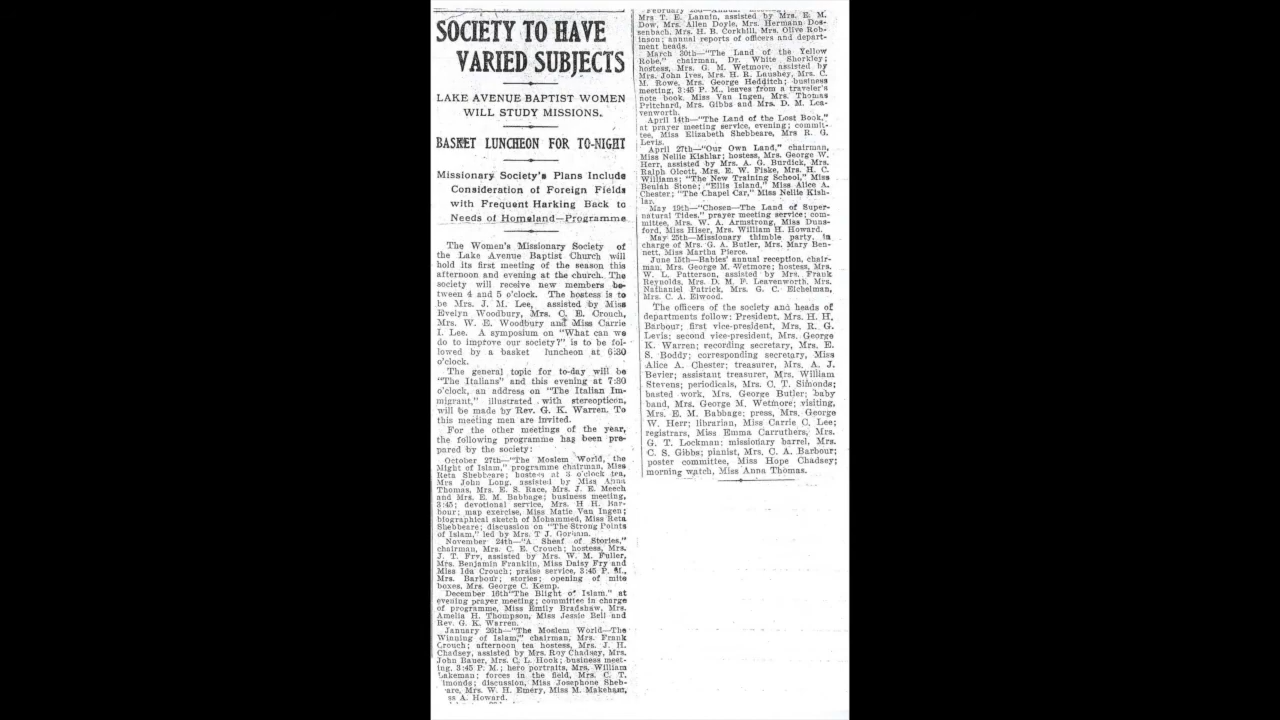 SOCIETY TO HAVE
VARIED SUBJECTS
LAKE AVENUE BAPTIST WOMEN
WILL STUDY MISSIONS.
BASKET LUNCHEON FOR TO-NIGHT
Missionary Society's Plans Include
Consideration of Foreign Fields
with Frequent Harking Back to
Needs of Homeland—Programme
The Women's Missionary Society of
the Lake Avenue Baptist Church will
hold its first meeting of the season this
afternoon and evening at the church. The
society will receive new members be-
tween 4 and 5 o'clock. The hostess is to
be Mrs. J. M. Lee, assisted by Miss
Evelyn Woodbury, Mrs. C. E. Crouch,
Mrs. W. E. Woodbury and Miss Carrie
I. Lee. A symposium on "What can we
do to improve our society?" is to be fol-
lowed by a basket luncheon at 6:30
o'clock.
The general topic for to-day will be
"The Italians" and this evening at 7:30
o'clock, an address on "The Italian Im-
migrant," illustrated with stereopticon,
will be made by Rev. G. K. Warren. To
this meeting men are invited.
For the other meetings of the year,
the following programme has been pre-
pared by the society:
October 27th—"The Moslem World, the
Might of Islam," programme chairman, Miss
Reta Shebbeare; hostess at 3 o'clock tea,
Mrs John Long, assisted by Miss Anna
Thomas, Mrs. E. S. Race, Mrs. J. E. Meech
and Mrs. E. M. Babbage; business meeting,
3:45; devotional service, Mrs. H H. Bar-
bour; map exercise, Miss Matie Van Ingen;
biographical sketch of Mohammed, Miss Reta
Shebbeare; discussion on "The Strong Points
of Islam," led by Mrs. T J. Gorham.
November 24th—"A Sheaf of Stories,"
chairman, Mrs. C. E. Crouch; hostess, Mrs.
J. T. Fry, assisted by Mrs. W. M. Fuller,
Mrs. Benjamin Franklin, Miss Daisy Fry and
Miss Ida Crouch; praise service, 3:45 P. M.,
Mrs. Barbour; stories; opening of mite
boxes, Mrs. George C. Kemp.
December 16th"The Blight of Islam." at
evening prayer meeting; committee in charge
of programme, Miss Emily Bradshaw, Mrs.
Amelia H. Thompson, Miss Jessie Bell and
Rev. G. K. Warren.
January 26th—"The Moslem World—The
Winning of Islam," chairman, Mrs. Frank
Crouch; afternoon tea hostess, Mrs. J. H.
Chadsey, assisted by Mrs. Roy Chadsey, Mrs.
John Bauer, Mrs. C. L. Hook; business meet-
ing, 3:45 P. M.; hero portraits, Mrs. William
Lakeman; forces in the field, Mrs. C. T.
imonds; discussion, Miss Josephone Sheb-
are, Mrs. W. H. Emery, Miss M. Makeham,
ss A. Howard.
Mrs T. E. Lannin, assisted by Mrs. E. M.
Dow, Mrs. Allen Doyle, Mrs. Hermann Dos-
senbach, Mrs. H. B. Corkhill, Mrs. Olive Rob-
inson; annual reports of officers and depart-
ment heads.
March 30th—"The Land of the Yellow
Robe," chairman, Dr. White Shorkley;
hostess, Mrs. G. M. Wetmore, assisted by
Mrs. John Ives, Mrs. H. R. Laushey, Mrs. C.
M. Rowe, Mrs. George Hedditch; business
meeting, 3:45 P. M., leaves from a traveler's
note book. Miss Van Ingen, Mrs. Thomas
Pritchard, Mrs. Gibbs and Mrs. D. M. Lea-
venworth.
April 14th—"The Land of the Lost Book,"
at prayer meeting service, evening; commit-
tee, Miss Elizabeth Shebbeare, Mrs R. G.
Levis.
April 27th—"Our Own Land," chairman,
Miss Nellie Kishlar; hostess, Mrs. George W.
Herr, assisted by Mrs. A. G. Burdick, Mrs.
Ralph Olcott, Mrs. E. W. Fiske, Mrs. H. C.
Williams; "The New Training School," Miss
Beulah Stone; "Ellis Island," Miss Alice A.
Chester; "The Chapel Car," Miss Nellie Kish-
lar.
May 19th—"Chosen—The Land of Super-
natural Tides," prayer meeting service; com-
mittee, Mrs. W. A. Armstrong, Miss Duns-
ford, Miss Hiser, Mrs. William H. Howard.
May 25th—Missionary thimble party, in
charge of Mrs. G. A. Butler, Mrs. Mary Ben-
nett, Miss Martha Pierce.
June 15th—Babies' annual reception, chair-
man, Mrs. George M. Wetmore; hostess, Mrs.
W. L. Patterson, assisted by Mrs. Frank
Reynolds, Mrs. D. M. F. Leavenworth, Mrs.
Nathaniel Patrick, Mrs. G. C. Eichelman,
Mrs. C. A. Elwood.
The officers of the society and heads of
departments follow: President, Mrs. H. H.
Barbour; first vice-president, Mrs. R. G.
Levis; second vice-president, Mrs. George
K. Warren; recording secretary, Mrs. E.
S. Boddy; corresponding secretary, Miss
Alice A. Chester; treasurer, Mrs. A. J.
Bevier; assistant treasurer, Mrs. William
Stevens; periodicals, Mrs. C. T. Simonds;
basted work, Mrs. George Butler; baby
band, Mrs. George M. Wetmore; visiting,
Mrs. E. M. Babbage; press, Mrs. George
W. Herr; librarian, Miss Carrie C. Lee;
registrars, Miss Emma Carruthers, Mrs.
G. T. Lockman; missionary barrel, Mrs.
C. S. Gibbs; pianist, Mrs. C. A. Barbour;
poster committee, Miss Hope Chadsey;
morning watch, Miss Anna Thomas.